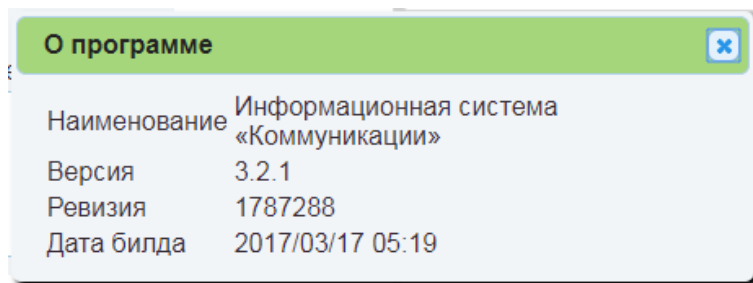 О программе
Наименование Информационная система
«Коммуникации»
Версия 3.2.1
Ревизия 1787288
Дата билда 2017/03/17 05:19